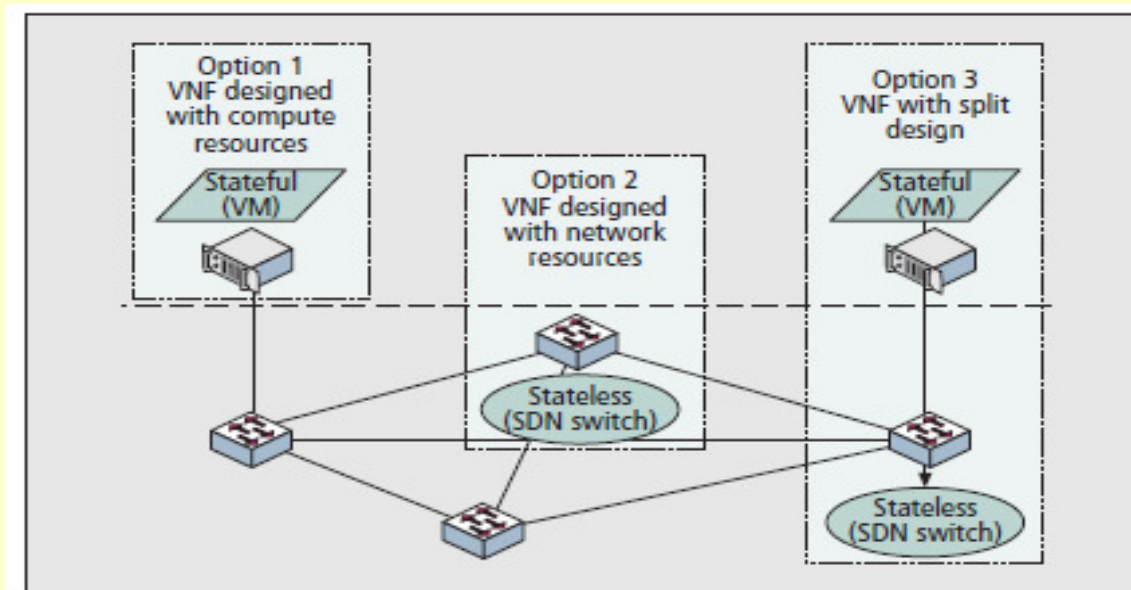 Option 1
VNF designed
with compute
resources
Stateful
(VM)
Option 2
VNF designed
with network
resources
Stateless
(SDN switch)
Option 3
VNF with split
design
Stateful
(VM)
Stateless
(SDN switch)